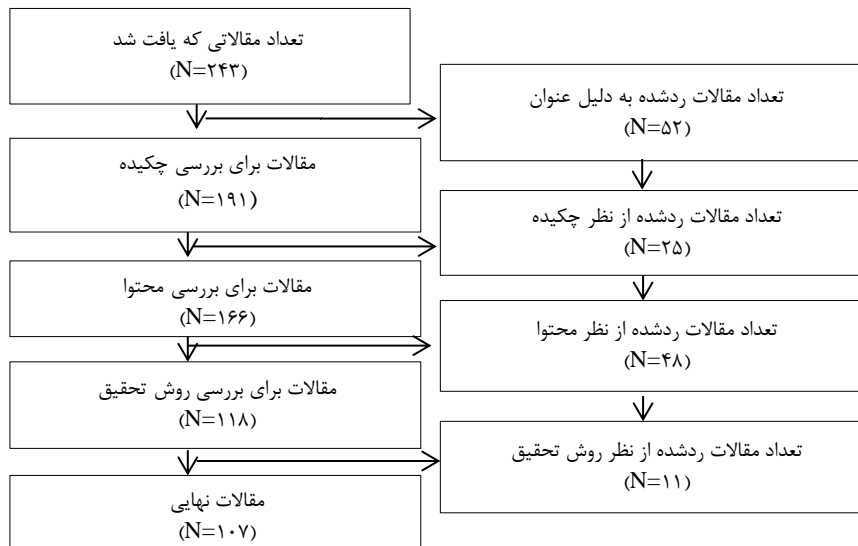 تعداد مقالاتی که یافت شد
(N=۲۴۳)
تعداد مقالات ردشده به دلیل عنوان
(N=۵۲)
مقالات برای بررسی چکیده
(N=۱۹۱)
تعداد مقالات ردشده از نظر چکیده
(N=۲۵)
مقالات برای بررسی محتوا
(N=۱۶۶)
تعداد مقالات ردشده از نظر محتوا
(N=۴۸)
مقالات برای بررسی روش تحقیق
(N=۱۱۸)
تعداد مقالات ردشده از نظر روش تحقیق
(N=۱۱)
مقالات نهایی
(N=۱۰۷)